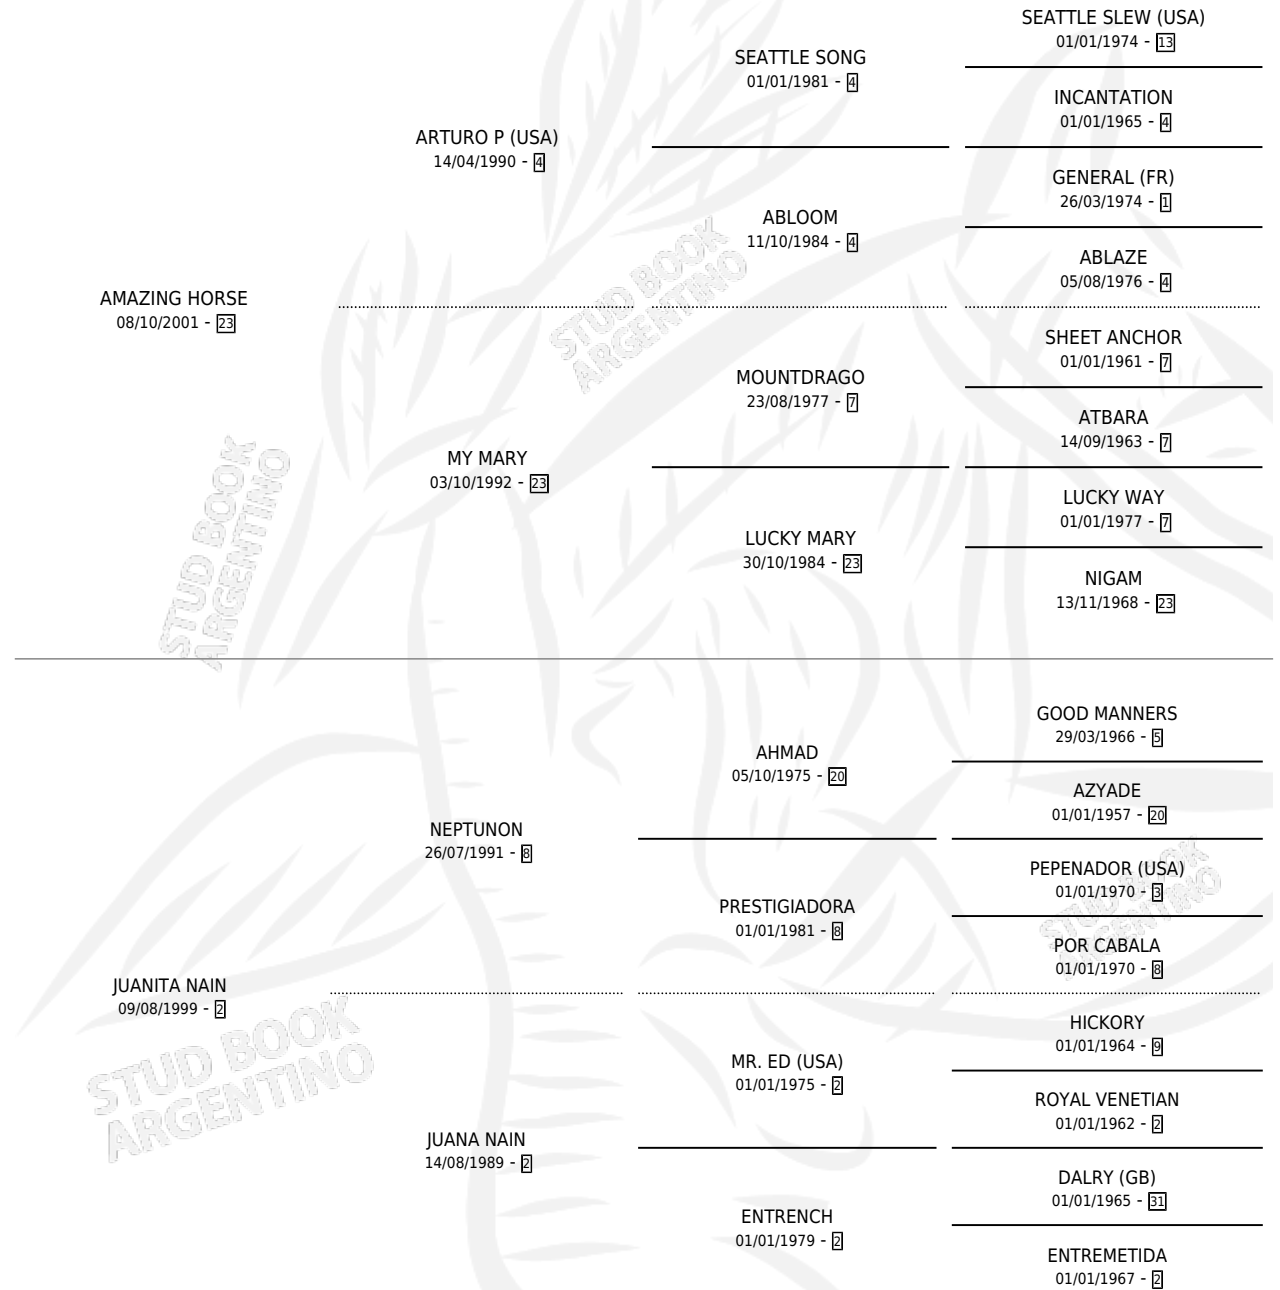 SEATTLE SLEW (USA)
01/01/1974 - 13
SEATTLE SONG
01/01/1981 - 4
INCANTATION
01/01/1965 - 4
ARTURO P (USA)
14/04/1990 - 4
GENERAL (FR)
26/03/1974 - 1
ABLOOM
11/10/1984 - 4
ABLAZE
05/08/1976 - 4
AMAZING HORSE
08/10/2001 - 23
STUD BOOK
ARGENTINO
SHEET ANCHOR
01/01/1961 - 7
MOUNTDRAGO
23/08/1977 - 7
ATBARA
14/09/1963 - 7
MY MARY
03/10/1992 - 23
LUCKY WAY
01/01/1977 - 7
LUCKY MARY
30/10/1984 - 23
NIGAM
13/11/1968 - 23
STUD BOOK
ARGENTINO
GOOD MANNERS
29/03/1966 - 5
AHMAD
05/10/1975 - 20
AZYADE
01/01/1957 - 20
NEPTUNON
26/07/1991 - 8
PEPENADOR (USA)
01/01/1970 - 3
PRESTIGIADORA
01/01/1981 - 8
STUD BOOK
ARGENTINO
POR CABALA
01/01/1970 - 8
JUANITA NAIN
09/08/1999 - 2
HICKORY
01/01/1964 - 9
MR. ED (USA)
01/01/1975 - 2
ROYAL VENETIAN
01/01/1962 - 2
STUD BOOK
ARGENTINO
JUANA NAIN
14/08/1989 - 2
DALRY (GB)
01/01/1965 - 31
ENTRENCH
01/01/1979 - 2
ENTREMETIDA
01/01/1967 - 2